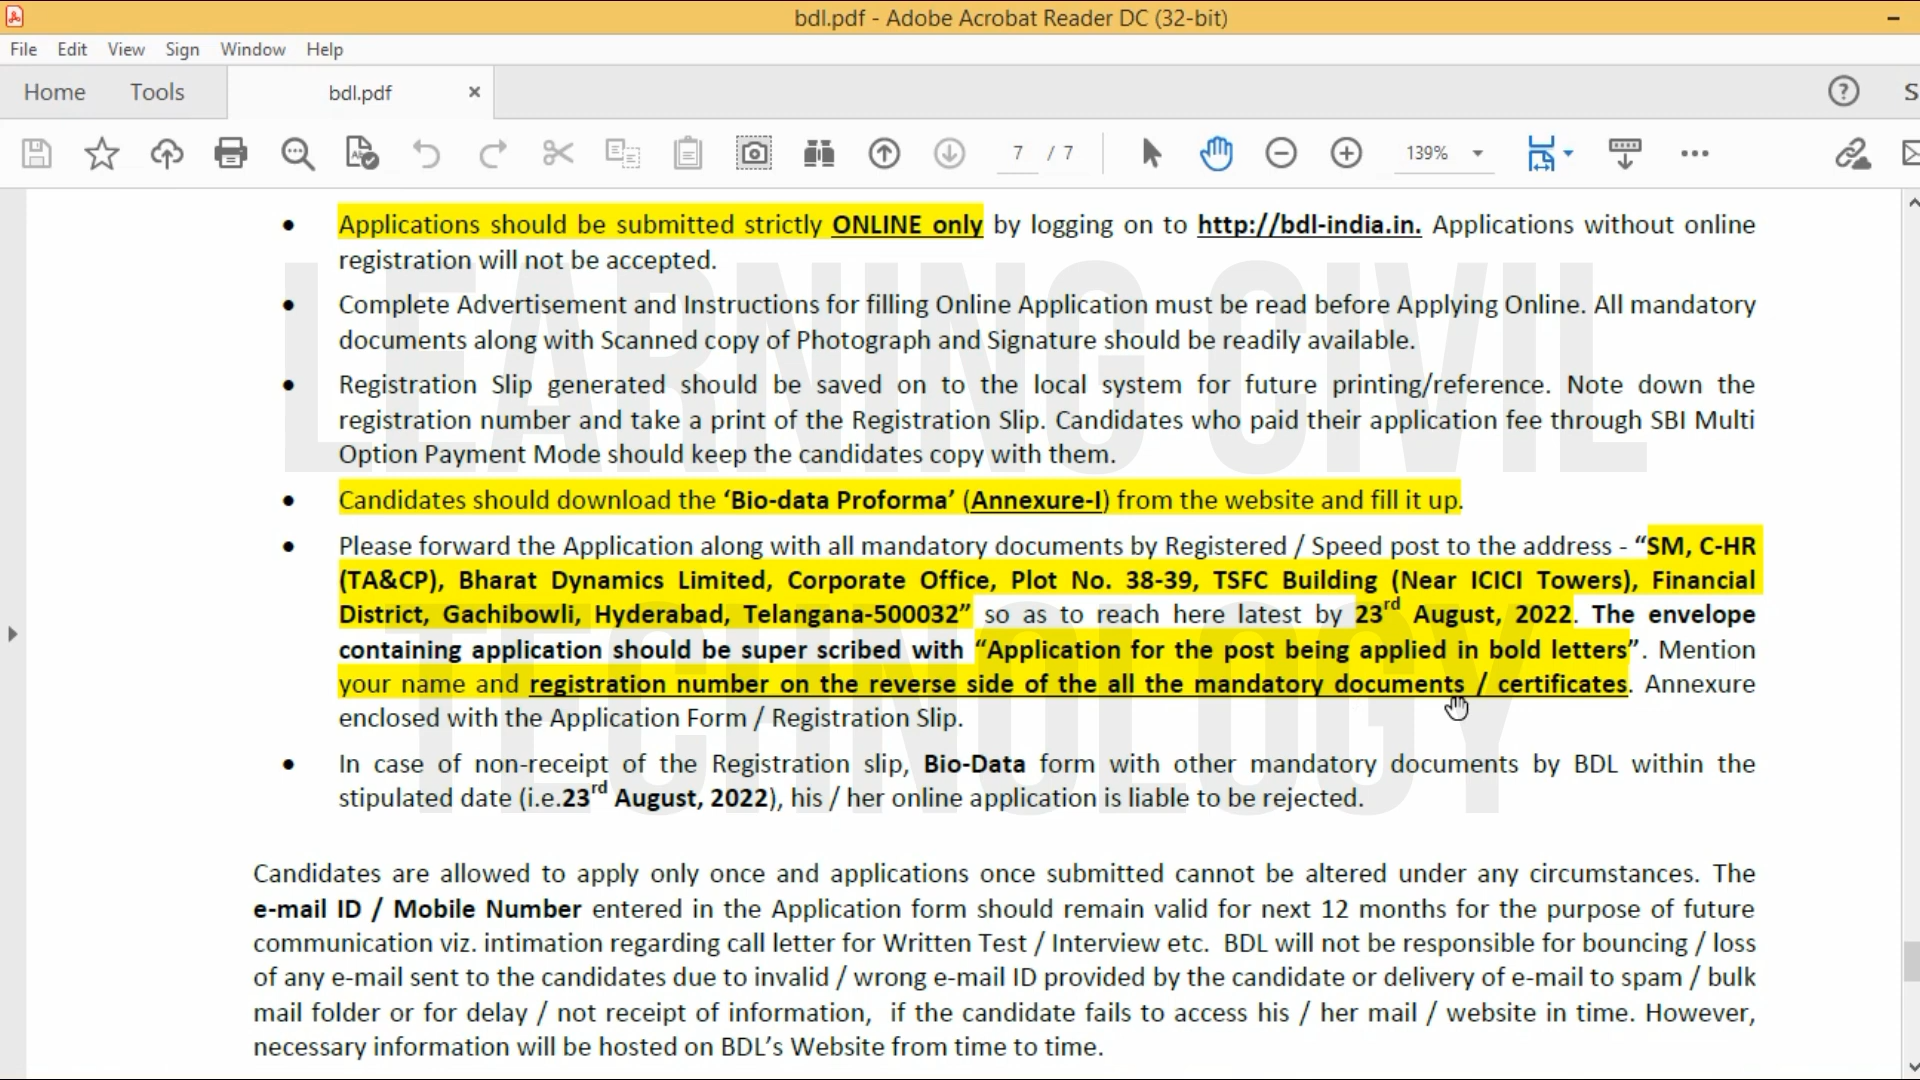 bdl.pdf - Adobe Acrobat Reader DC (32-bit)
File Edit View Sign Window Help
Home Tools bdl.pdf × ? S
7 / 7 139%
LEARNING CIVIL
TECHNOLOGY
• Applications should be submitted strictly ONLINE only by logging on to http://bdl-india.in. Applications without online
registration will not be accepted.
• Complete Advertisement and Instructions for filling Online Application must be read before Applying Online. All mandatory
documents along with Scanned copy of Photograph and Signature should be readily available.
• Registration Slip generated should be saved on to the local system for future printing/reference. Note down the
registration number and take a print of the Registration Slip. Candidates who paid their application fee through SBI Multi
Option Payment Mode should keep the candidates copy with them.
• Candidates should download the ‘Bio-data Proforma’ (Annexure-I) from the website and fill it up.
• Please forward the Application along with all mandatory documents by Registered / Speed post to the address - “SM, C-HR
(TA&CP), Bharat Dynamics Limited, Corporate Office, Plot No. 38-39, TSFC Building (Near ICICI Towers), Financial
District, Gachibowli, Hyderabad, Telangana-500032” so as to reach here latest by 23rd August, 2022. The envelope
containing application should be super scribed with “Application for the post being applied in bold letters”. Mention
your name and registration number on the reverse side of the all the mandatory documents / certificates. Annexure
enclosed with the Application Form / Registration Slip.
• In case of non-receipt of the Registration slip, Bio-Data form with other mandatory documents by BDL within the
stipulated date (i.e.23rd August, 2022), his / her online application is liable to be rejected.
Candidates are allowed to apply only once and applications once submitted cannot be altered under any circumstances. The
e-mail ID / Mobile Number entered in the Application form should remain valid for next 12 months for the purpose of future
communication viz. intimation regarding call letter for Written Test / Interview etc. BDL will not be responsible for bouncing / loss
of any e-mail sent to the candidates due to invalid / wrong e-mail ID provided by the candidate or delivery of e-mail to spam / bulk
mail folder or for delay / not receipt of information, if the candidate fails to access his / her mail / website in time. However,
necessary information will be hosted on BDL’s Website from time to time.